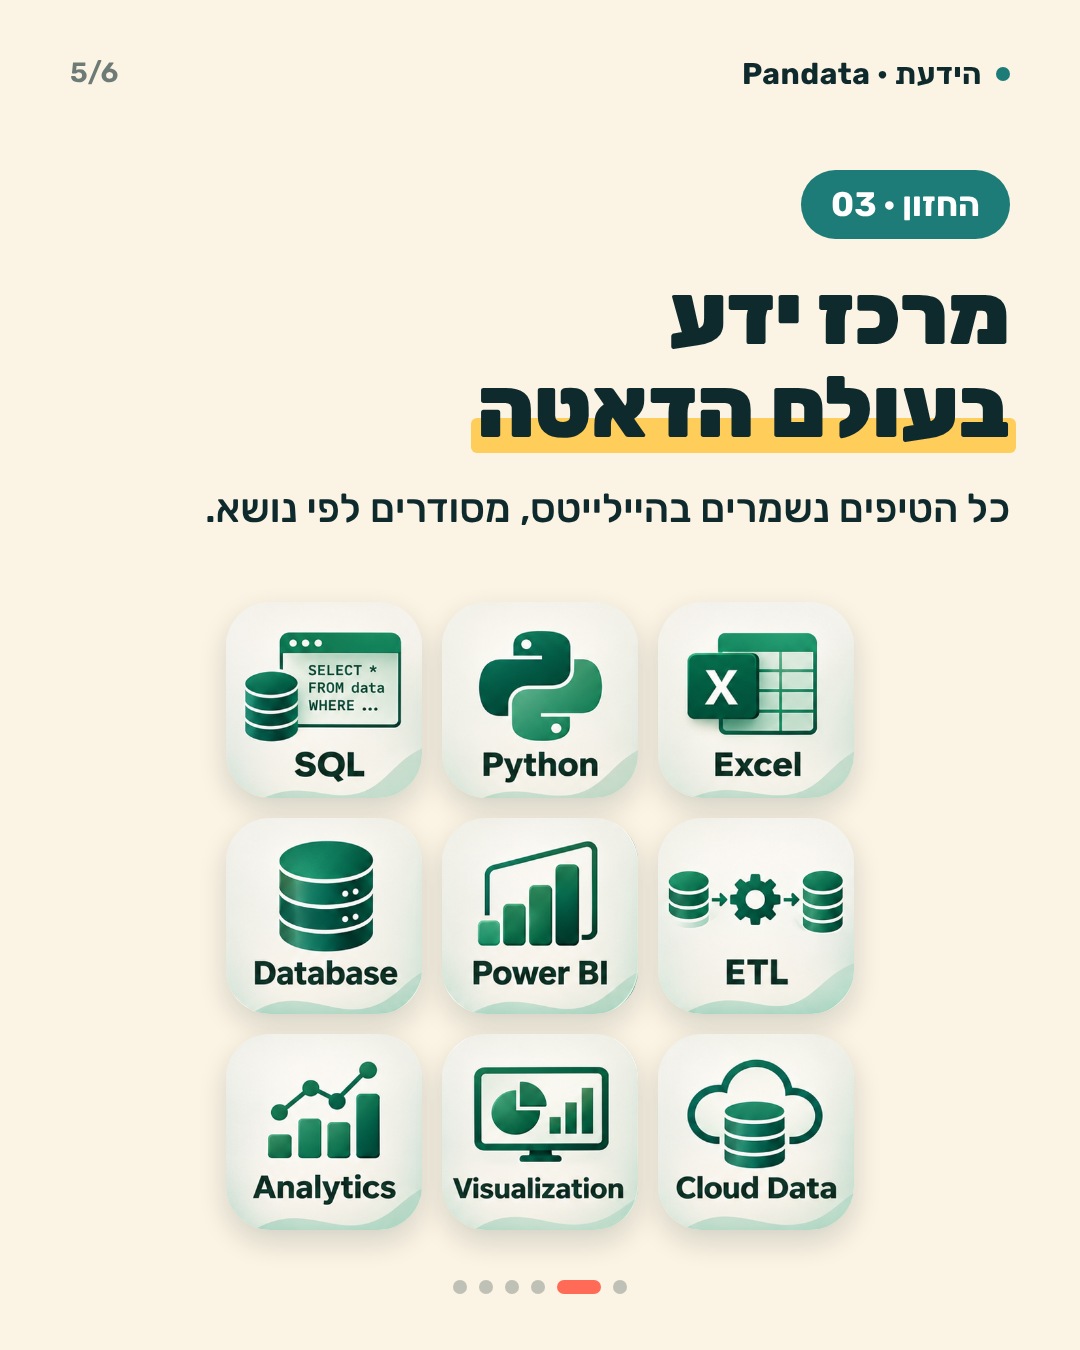 הידעת • Pandata
5/6
החזון • 03
מרכז ידע
בעולם הדאטה
כל הטיפים נשמרים בהיילייטס, מסודרים לפי נושא.
SELECT *
FROM data
WHERE ...
SQL
Python
X
Excel
Database
Power BI
ETL
Analytics
Visualization
Cloud Data